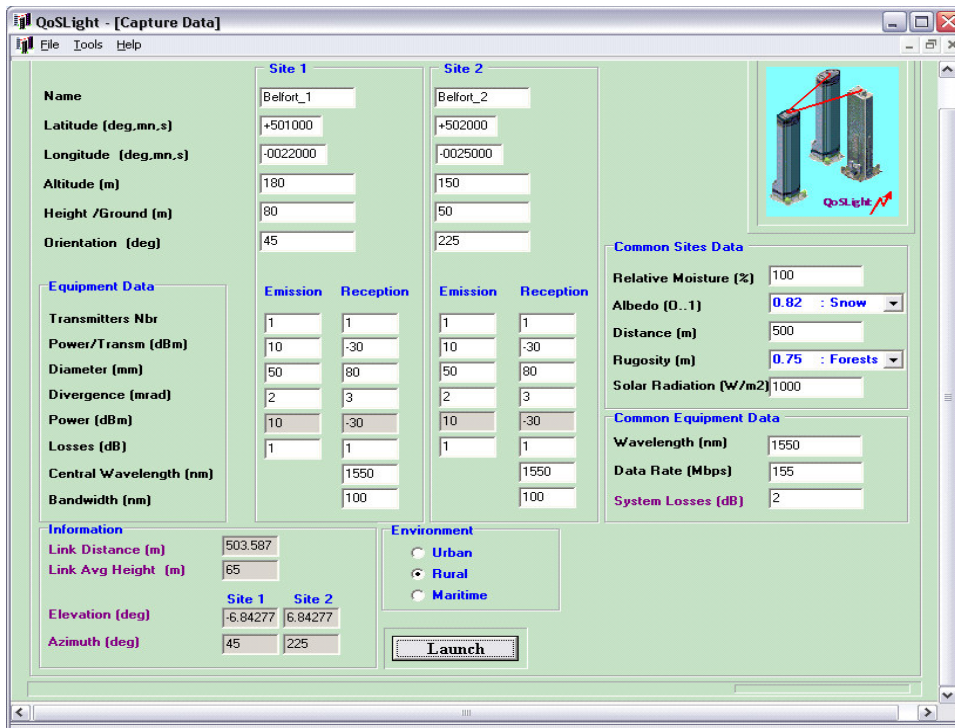 QoSLight - [Capture Data]
File Tools Help
Site 1 Site 2
Name Belfort_1 Belfort_2
Latitude (deg,mn,s) +501000 +502000
Longitude (deg,mn,s) -0022000 -0025000
Altitude (m) 180 150
Height /Ground (m) 80 50
Orientation (deg) 45 225
QoSLight
Common Sites Data
Relative Moisture (%) 100
Albedo (0..1) 0.82 : Snow
Distance (m) 500
Rugosity (m) 0.75 : Forests
Solar Radiation (W/m2) 1000
Equipment Data
Emission Reception Emission Reception
Transmitters Nbr 1 1 1 1
Power/Transm (dBm) 10 -30 10 -30
Diameter (mm) 50 80 50 80
Divergence (mrad) 2 3 2 3
Power (dBm) 10 -30 10 -30
Losses (dB) 1 1 1 1
Central Wavelength (nm) 1550 1550
Bandwidth (nm) 100 100
Common Equipment Data
Wavelength (nm) 1550
Data Rate (Mbps) 155
System Losses (dB) 2
Information
Link Distance (m) 503.587
Link Avg Height (m) 65
Site 1 Site 2
Elevation (deg) -6.84277 6.84277
Azimuth (deg) 45 225
Environment
Urban
Rural
Maritime
Launch